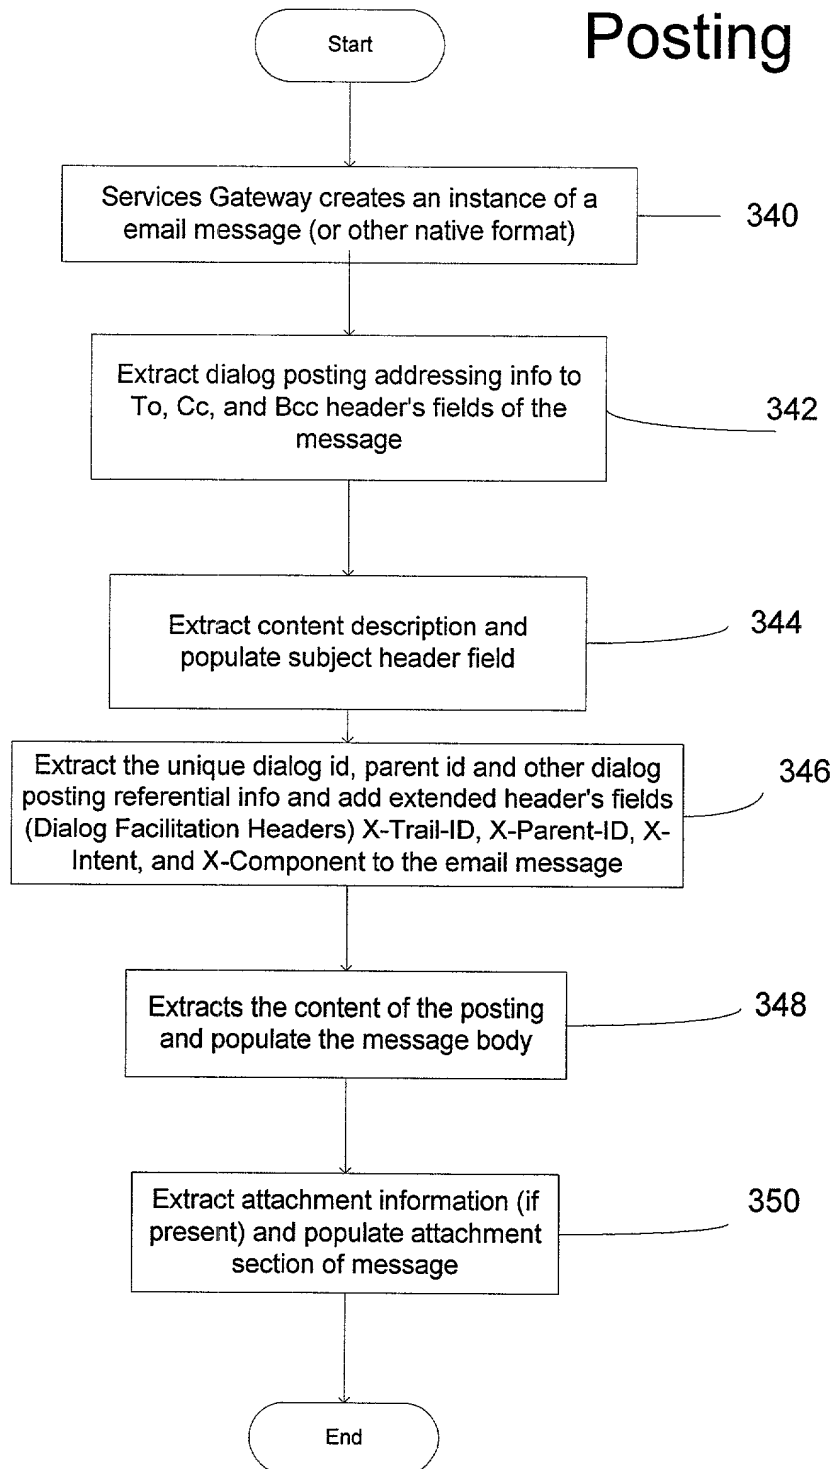 Posting
Start
Services Gateway creates an instance of a
email message (or other native format)
340
Extract dialog posting addressing info to
To, Cc, and Bcc header's fields of the
message
342
Extract content description and
populate subject header field
344
Extract the unique dialog id, parent id and other dialog
posting referential info and add extended header's fields
(Dialog Facilitation Headers) X-Trail-ID, X-Parent-ID, X-
Intent, and X-Component to the email message
346
Extracts the content of the posting
and populate the message body
348
Extract attachment information (if
present) and populate attachment
section of message
350
End